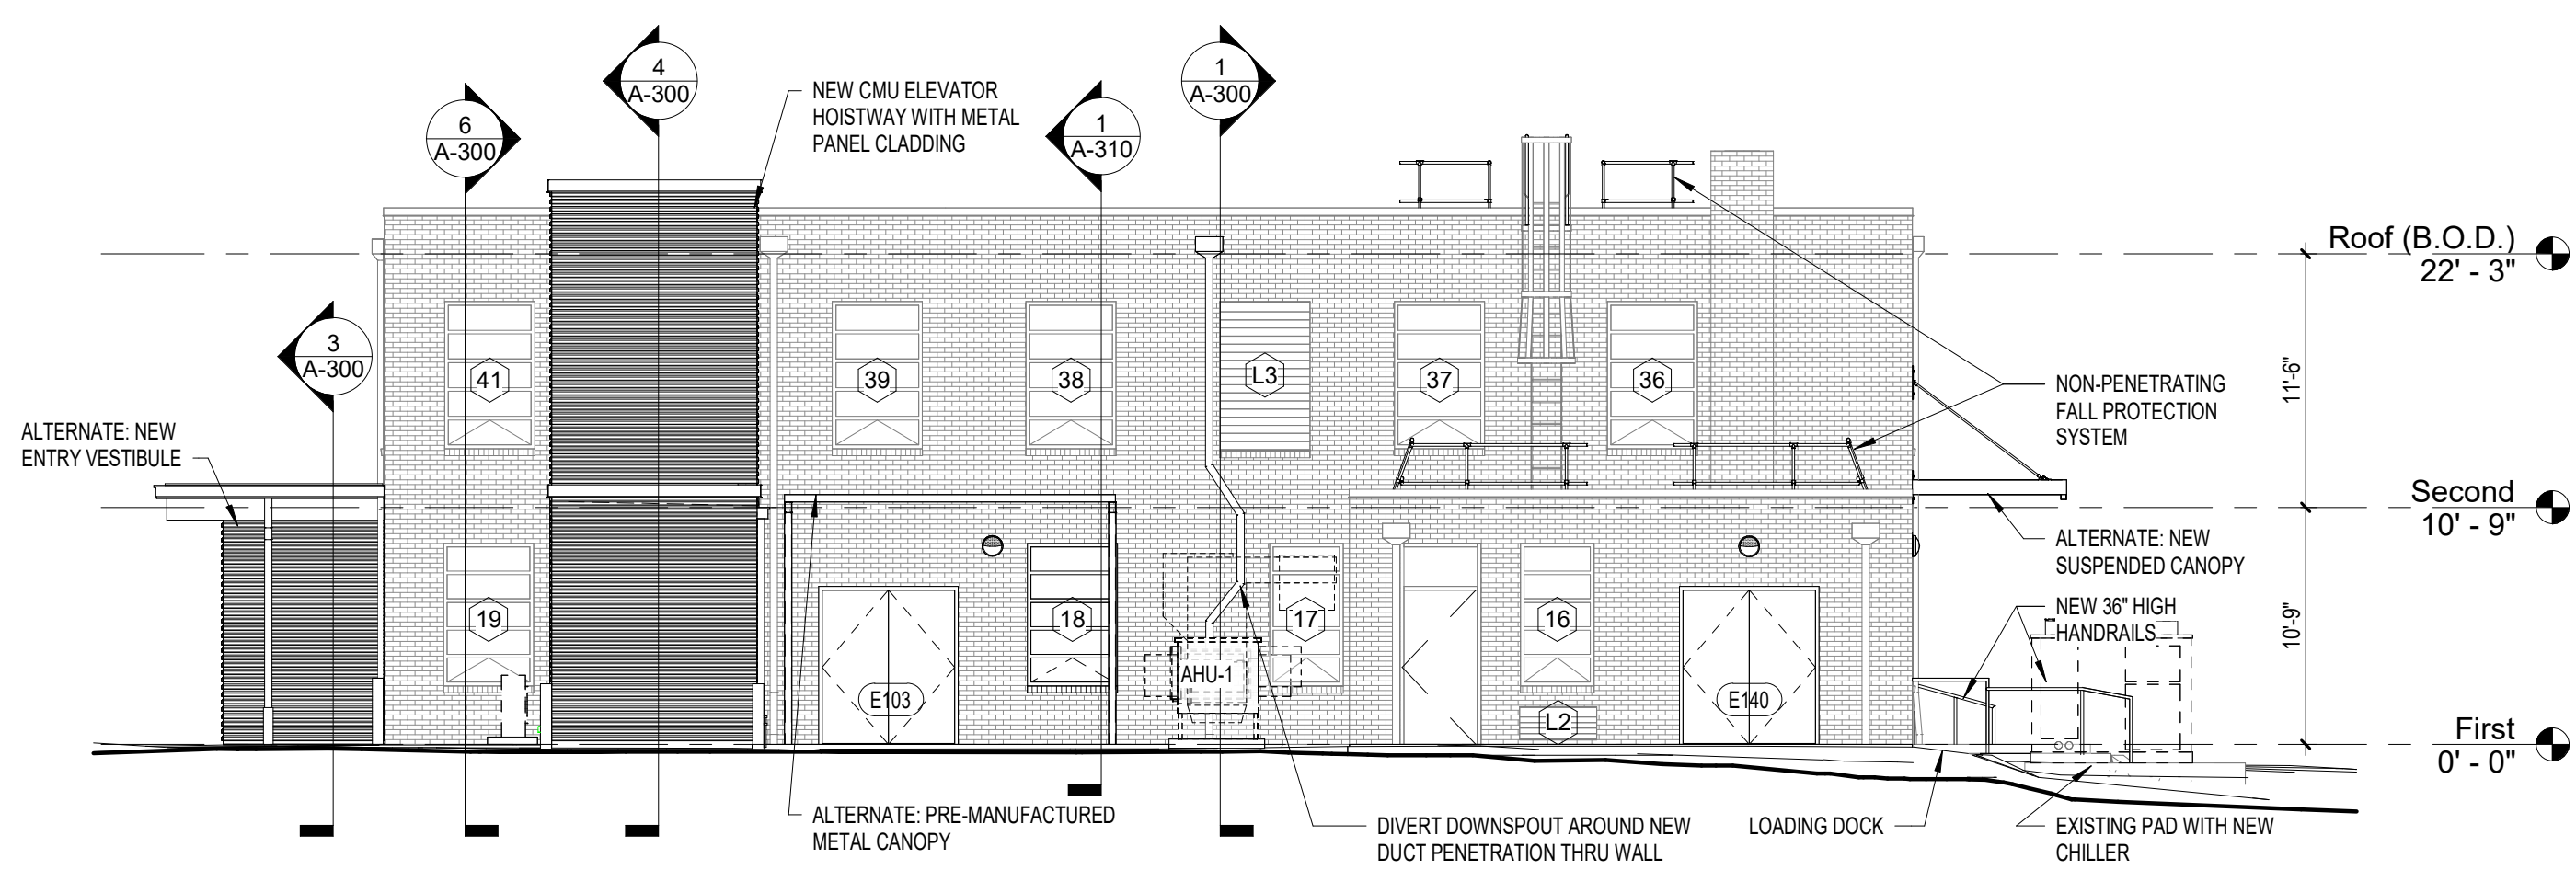 4
A-300
1
A-300
6
A-300
1
A-310
3
A-300
NEW CMU ELEVATOR
HOISTWAY WITH METAL
PANEL CLADDING
Roof (B.O.D.)
22' - 3"
11'-6"
41
39
38
L3
37
36
NON-PENETRATING
FALL PROTECTION
SYSTEM
ALTERNATE: NEW
ENTRY VESTIBULE
Second
10' - 9"
ALTERNATE: NEW
SUSPENDED CANOPY
10'-9"
NEW 36" HIGH
HANDRAILS
19
18
17
16
AHU-1
E103
E140
L2
First
0' - 0"
ALTERNATE: PRE-MANUFACTURED
METAL CANOPY
DIVERT DOWNSPOUT AROUND NEW
DUCT PENETRATION THRU WALL
LOADING DOCK
EXISTING PAD WITH NEW
CHILLER